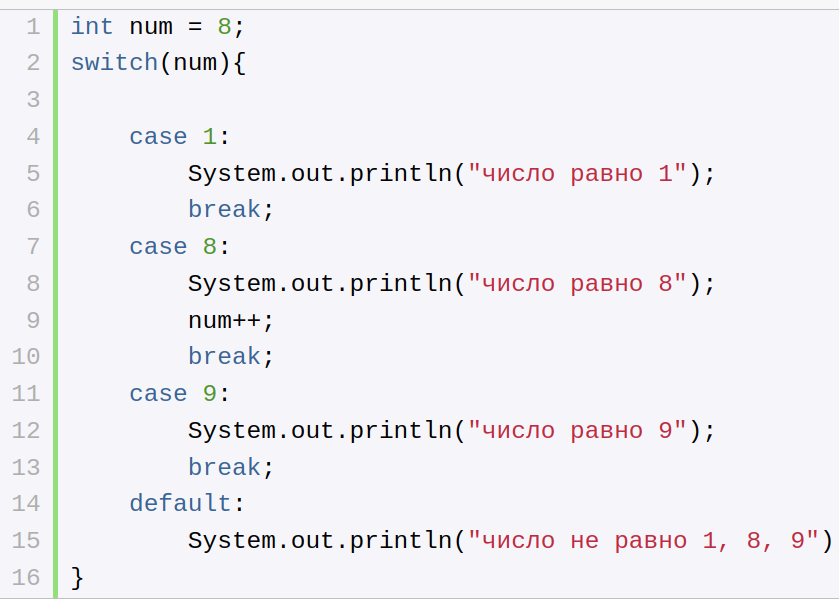 1 int num = 8;
2 switch(num){
3
4 case 1:
5 System.out.println("число равно 1");
6 break;
7 case 8:
8 System.out.println("число равно 8");
9 num++;
10 break;
11 case 9:
12 System.out.println("число равно 9");
13 break;
14 default:
15 System.out.println("число не равно 1, 8, 9")
16 }